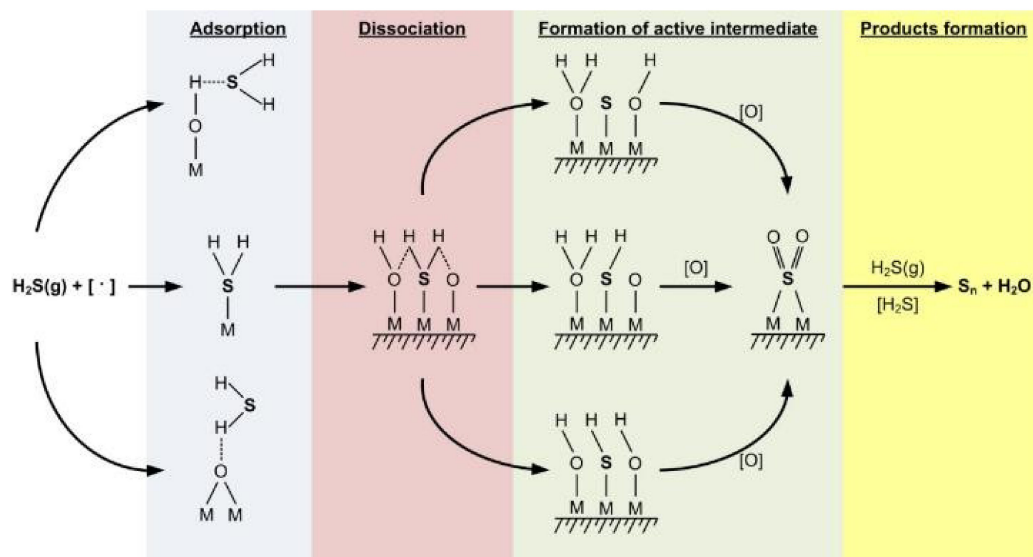 Adsorption
Dissociation
Formation of active intermediate
Products formation
H
H S
O H
M
H H
O S O
M M M
H
[O]
H₂S(g) + [ · ]
H H
S
M
H H H
O S O
M M M
H H H
O S O
M M M
[O]
O O
S
M M
H₂S(g)
[H₂S]
Sₙ + H₂O
H
S
H
O
M M
H H H
O S O
M M M
[O]